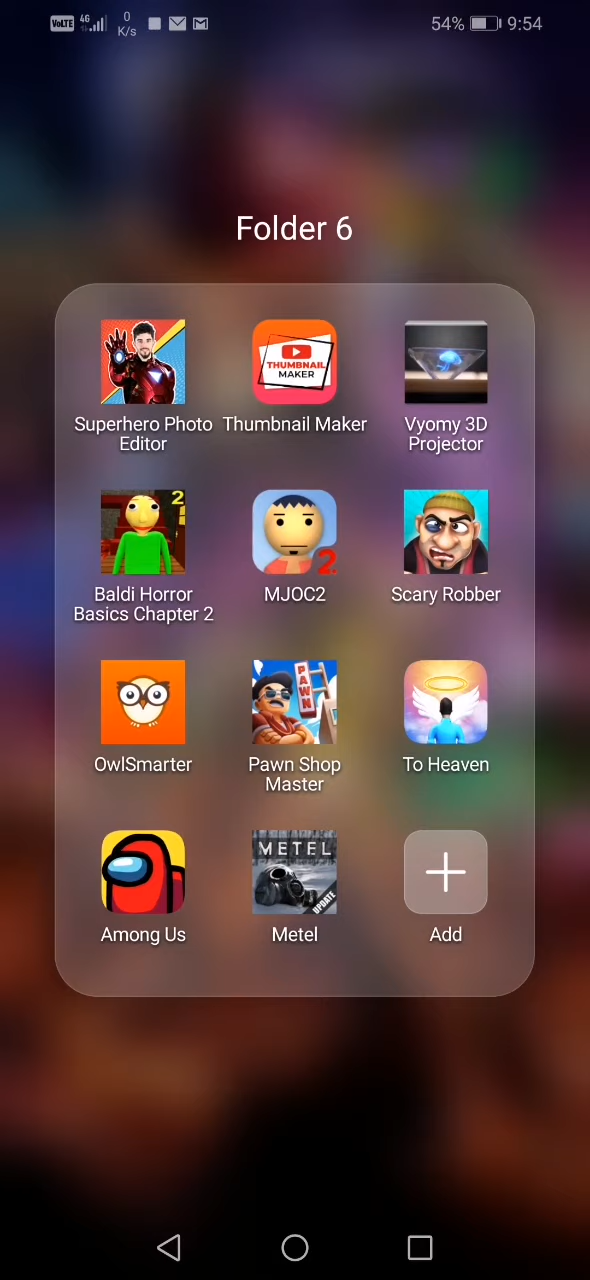 VoLTE 4G 0 K/s 54% 9:54
Folder 6
THUMBNAIL
MAKER
Superhero Photo Editor
Thumbnail Maker
Vyomy 3D Projector
2
2
Baldi Horror Basics Chapter 2
MJOC2
Scary Robber
PAWN
OwlSmarter
Pawn Shop Master
To Heaven
METEL
UPDATE
Among Us
Metel
Add